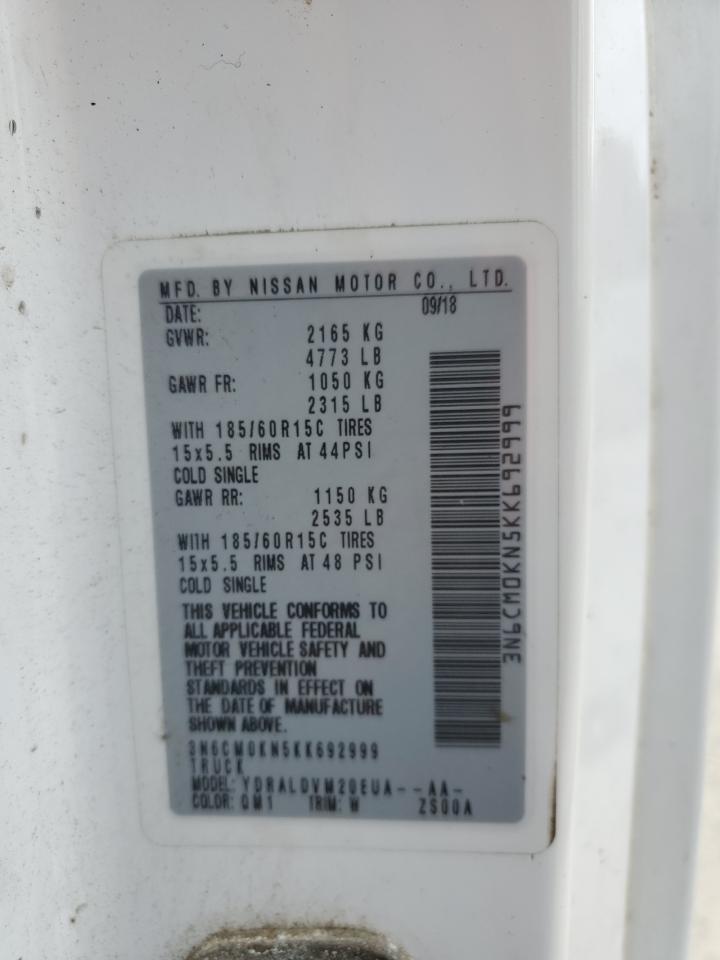 MFD. BY NISSAN MOTOR CO., LTD.
DATE: 09/18
GVWR: 2165 KG
4773 LB
GAWR FR: 1050 KG
2315 LB
WITH 185/60R15C TIRES
15x5.5 RIMS AT 44PSI
COLD SINGLE
GAWR RR: 1150 KG
2535 LB
WITH 185/60R15C TIRES
15x5.5 RIMS AT 48 PSI
COLD SINGLE
THIS VEHICLE CONFORMS TO
ALL APPLICABLE FEDERAL
MOTOR VEHICLE SAFETY AND
THEFT PREVENTION
STANDARDS IN EFFECT ON
THE DATE OF MANUFACTURE
SHOWN ABOVE.
3N6CM0KN5KK692999
TRUCK
MODEL: YDRALDVM20EUA--AA-
COLOR: QM1 TRIM: W ZS00A
3N6CM0KN5KK692999